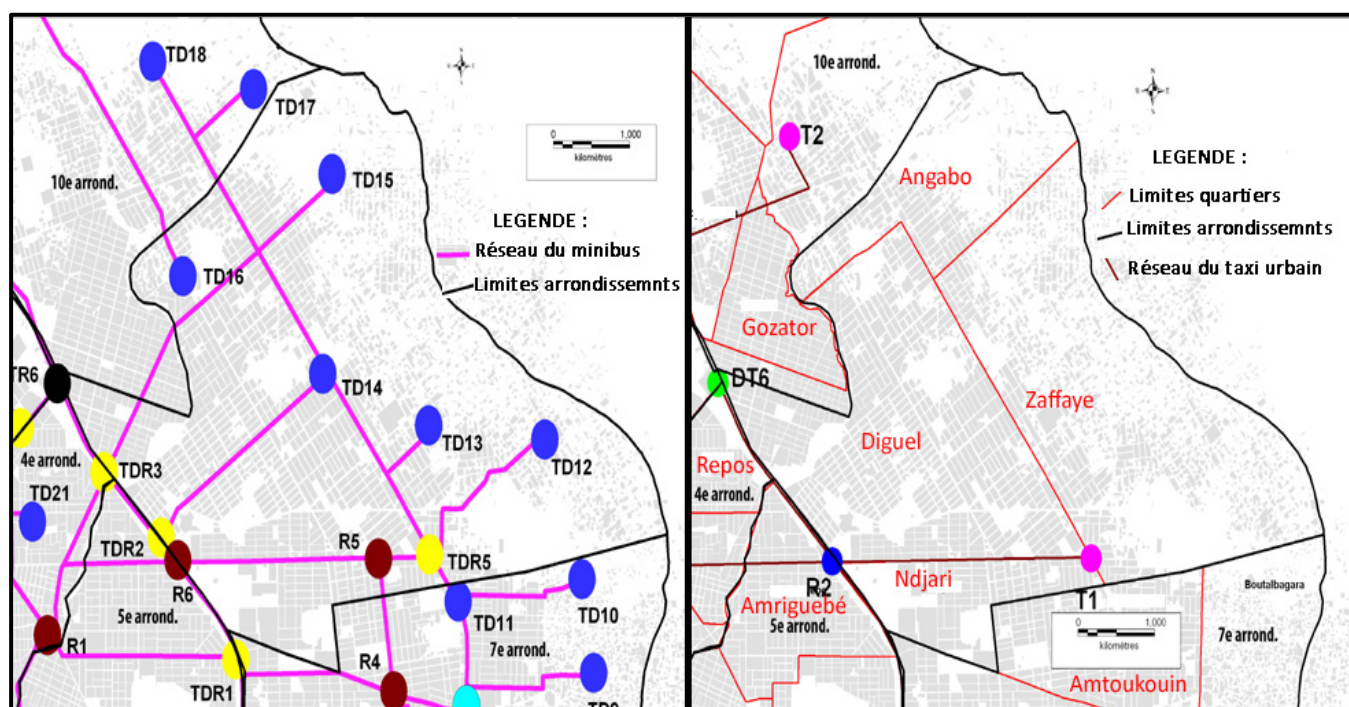 TD18
TD17
TD15
10e arrond.
0 1,000
kilomètres
LEGENDE :
Réseau du minibus
Limites arrondissemnts
TD16
TR6
TD14
TD13
TD12
4e arrond.
TDR3
TD21
TDR2
R5
TDR5
R6
5e arrond.
TD11
TD10
7e arrond.
R1
TDR1
R4
10e arrond.
T2
LEGENDE :
Angabo
Limites quartiers
Limites arrondissemnts
Réseau du taxi urbain
Gozator
DT6
Zaffaye
Diguel
Repos
4e arrond.
R2
Ndjari
Boutalbagara
Amriguebé
5e arrond.
T1
0 1,000
kilomètres
7e arrond.
Amtoukouin